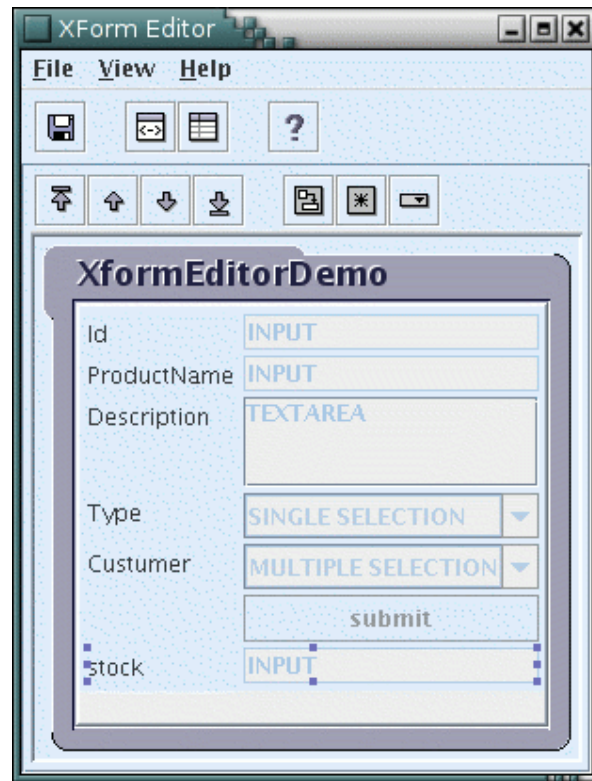 XForm Editor
File View Help
?
XformEditorDemo
Id INPUT
ProductName INPUT
Description TEXTAREA
Type SINGLE SELECTION
Custumer MULTIPLE SELECTION
submit
stock INPUT